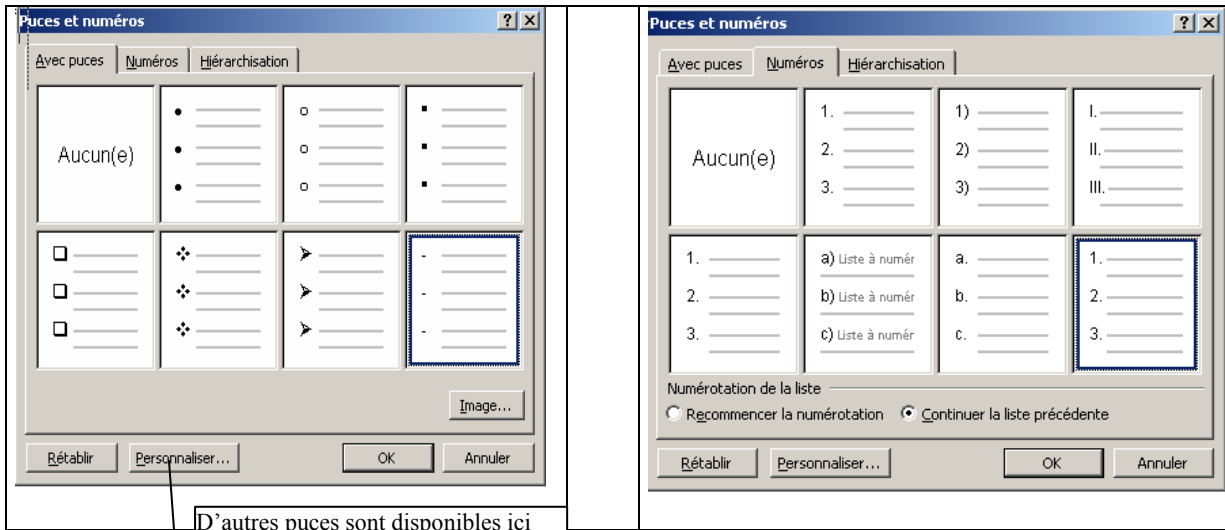 Puces et numéros
Avec puces Numéros Hiérarchisation
Aucun(e)
Image...
Rétablir Personnaliser... OK Annuler
D'autres puces sont disponibles ici
Puces et numéros
Avec puces Numéros Hiérarchisation
Aucun(e)
1. 1) I.
2. 2) II.
3. 3) III.
1. a) Liste à numér a. 1.
2. b) Liste à numér b. 2.
3. c) Liste à numér c. 3.
Numérotation de la liste
Recommencer la numérotation Continuer la liste précédente
Rétablir Personnaliser... OK Annuler